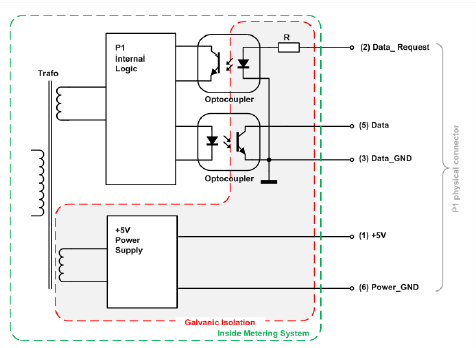 P1
Internal
Logic
R
(2) Data_ Request
Trafo
Optocoupler
(5) Data
(3) Data_GND
Optocoupler
P1 physical connector
+5V
Power
Supply
(1) +5V
(6) Power_GND
Galvanic Isolation
Inside Metering System